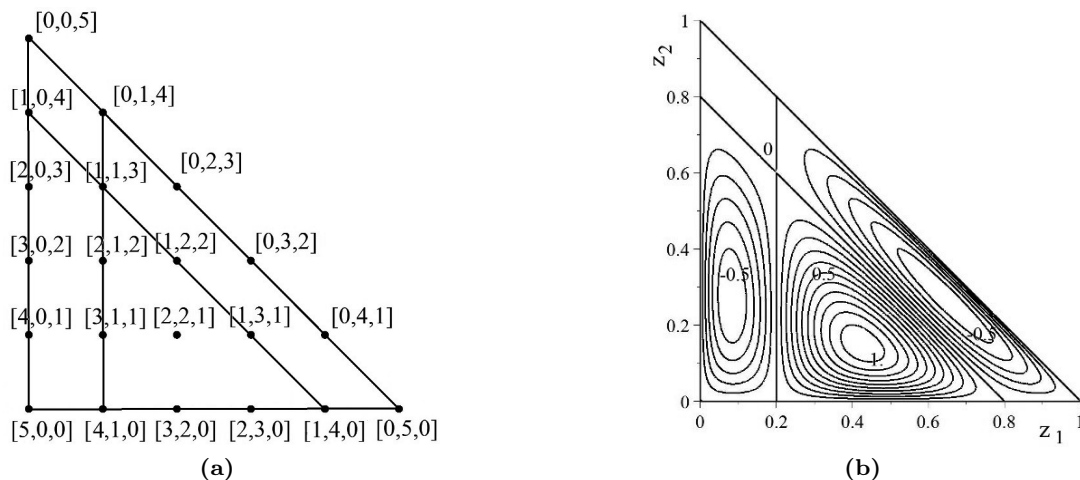 [0,0,5]
[1,0,4] [0,1,4]
[2,0,3] [1,1,3] [0,2,3]
[3,0,2] [2,1,2] [1,2,2] [0,3,2]
[4,0,1] [3,1,1] [2,2,1] [1,3,1] [0,4,1]
[5,0,0] [4,1,0] [3,2,0] [2,3,0] [1,4,0] [0,5,0]
(a)
1
z2
0.8
0
0.6
0.4
-0.5 0.5
0.2
-0.5
1.
0
0 0.2 0.4 0.6 0.8 1
z1
(b)